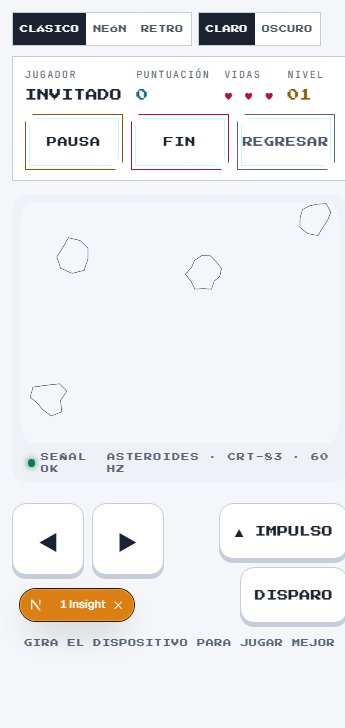 CLáSICO NEóN RETRO CLARO OSCURO
JUGADOR PUNTUACIÓN VIDAS NIVEL
INVITADO 0 ♥ ♥ ♥ 01
PAUSA FIN REGRESAR
SEñAL OK
ASTEROIDES · CRT-83 · 60 HZ
◀ ▶ ▲ IMPULSO
DISPARO
N 1 Insight ×
GIRA EL DISPOSITIVO PARA JUGAR MEJOR